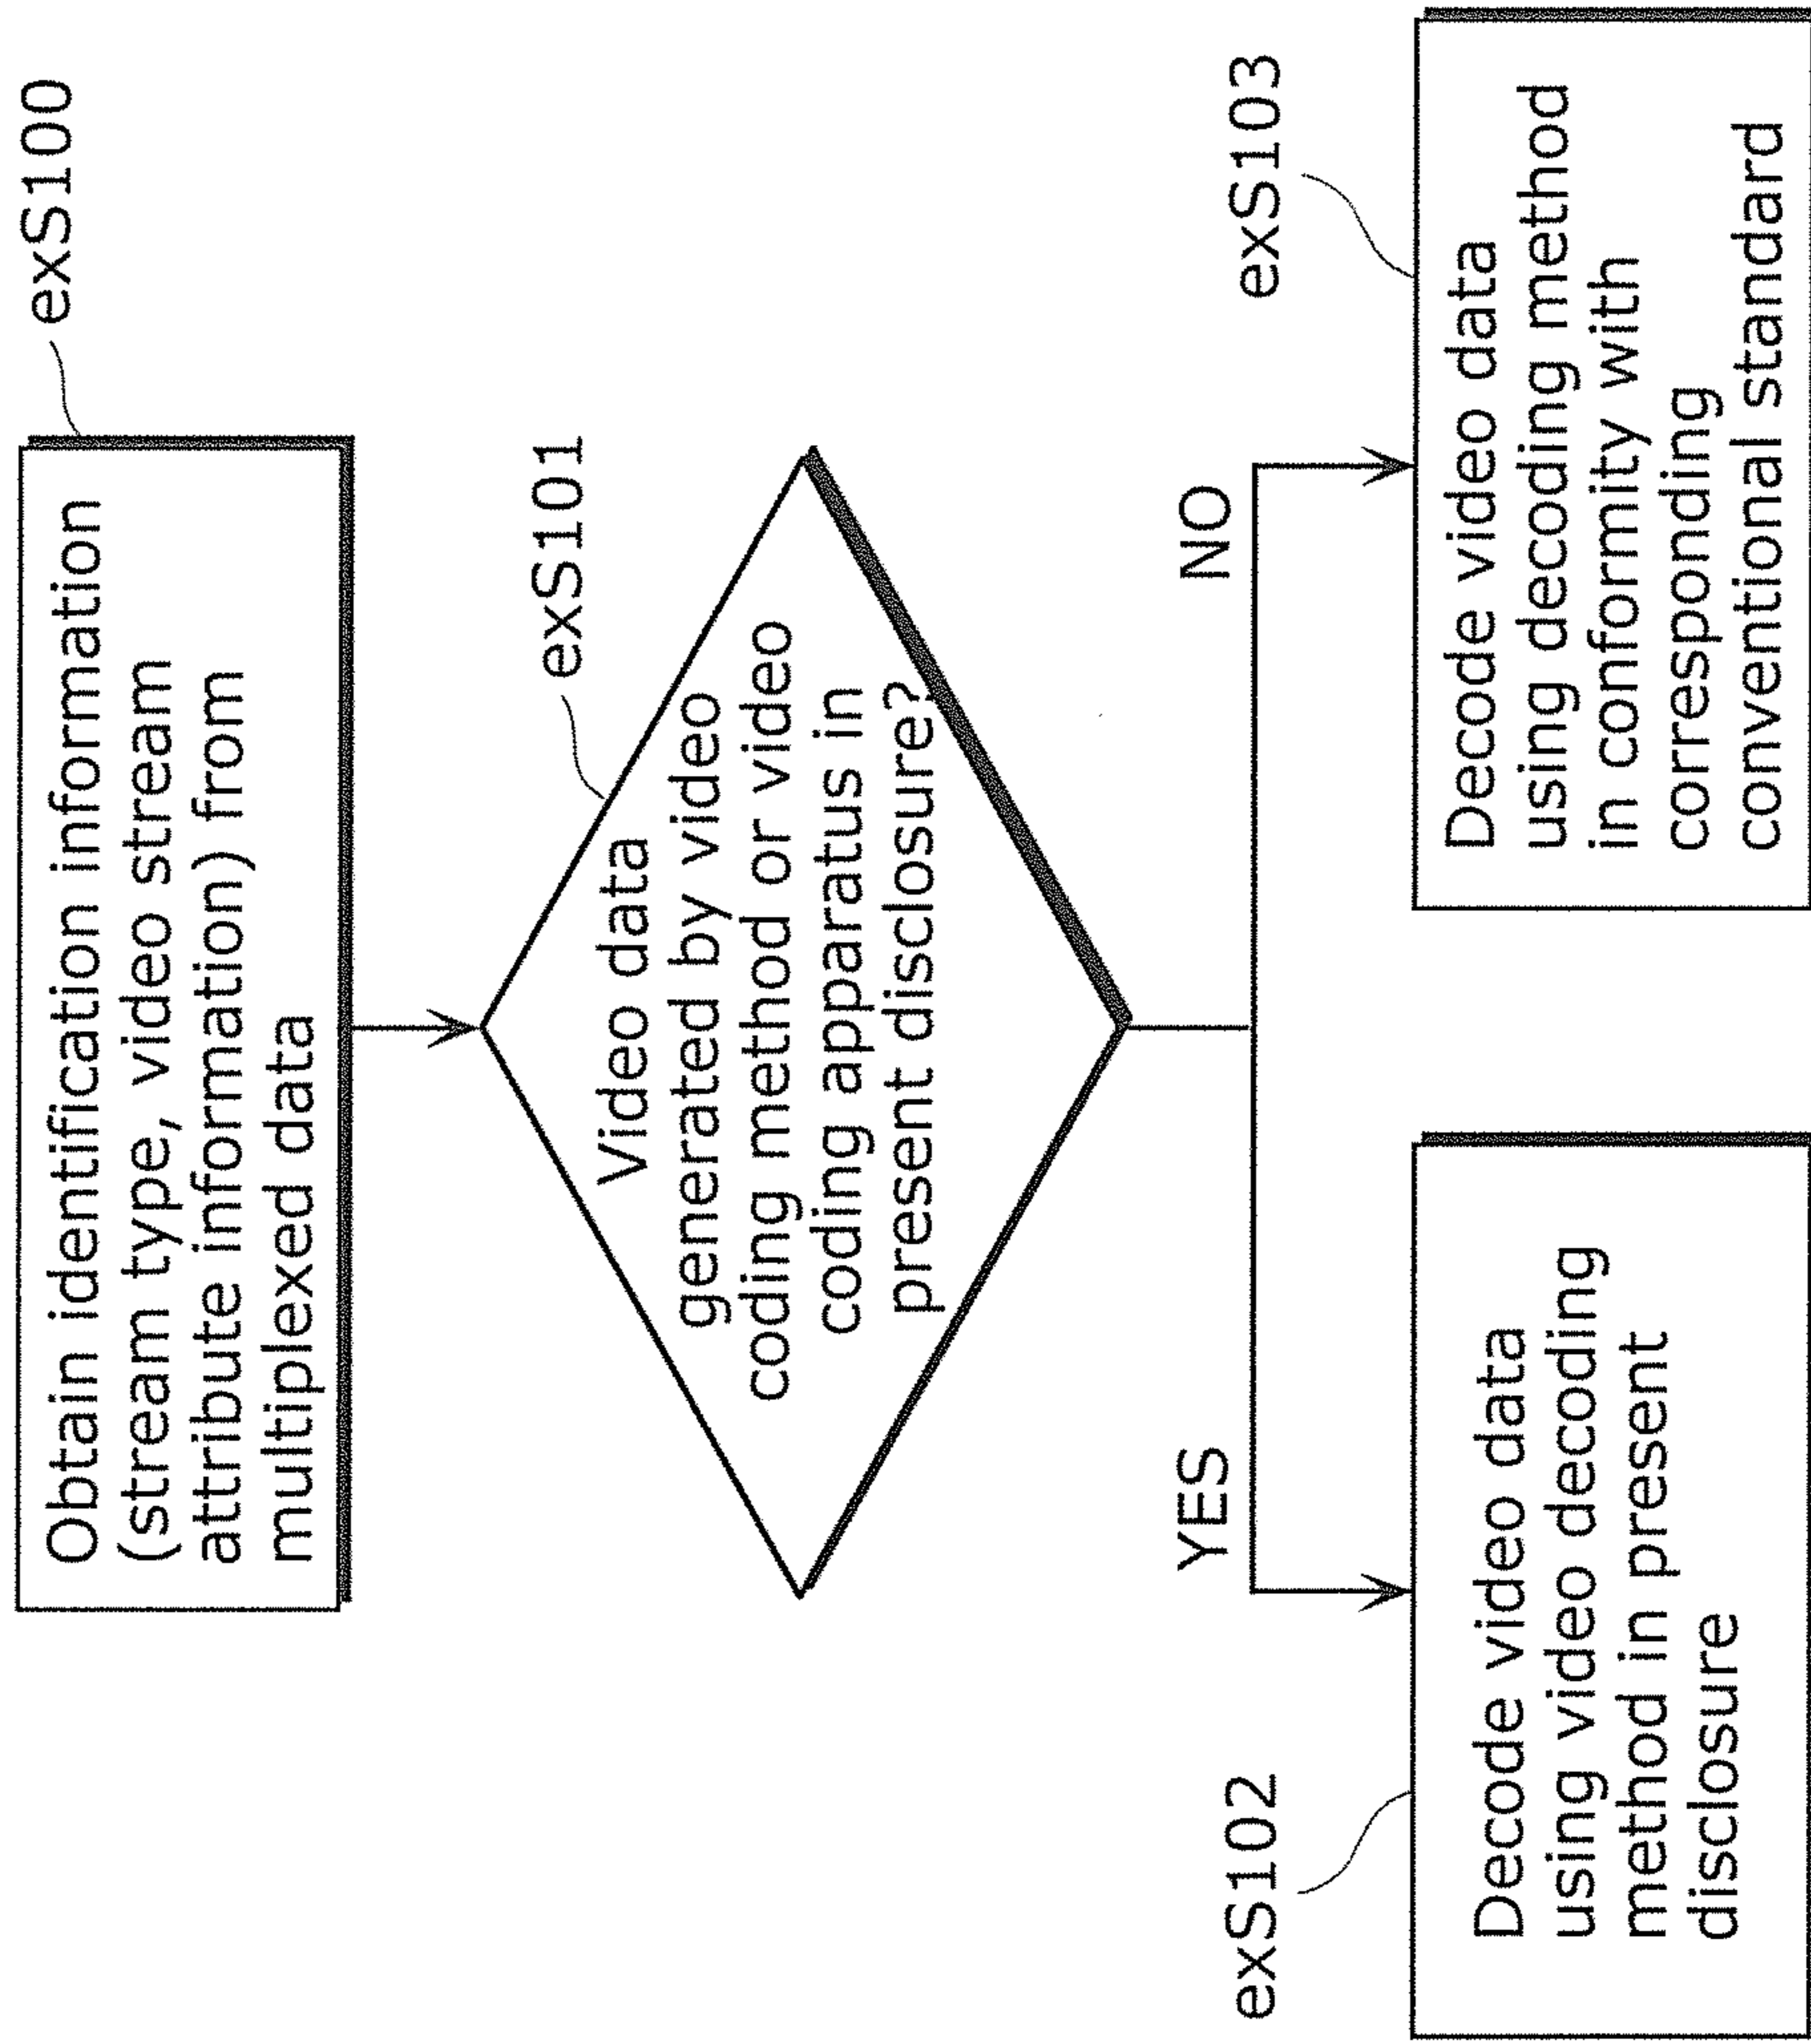 exS100
Obtain identification information
(stream type, video stream
attribute information) from
multiplexed data
exS101
Video data
generated by video
coding method or video
coding apparatus in
present disclosure?
YES
NO
exS102
Decode video data
using video decoding
method in present
disclosure
exS103
Decode video data
using decoding method
in conformity with
corresponding
conventional standard